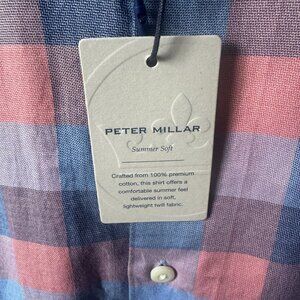 PETER MILLAR
Summer Soft
Crafted from 100% premium
cotton, this shirt offers a
comfortable summer feel
delivered in soft,
lightweight twill fabric.